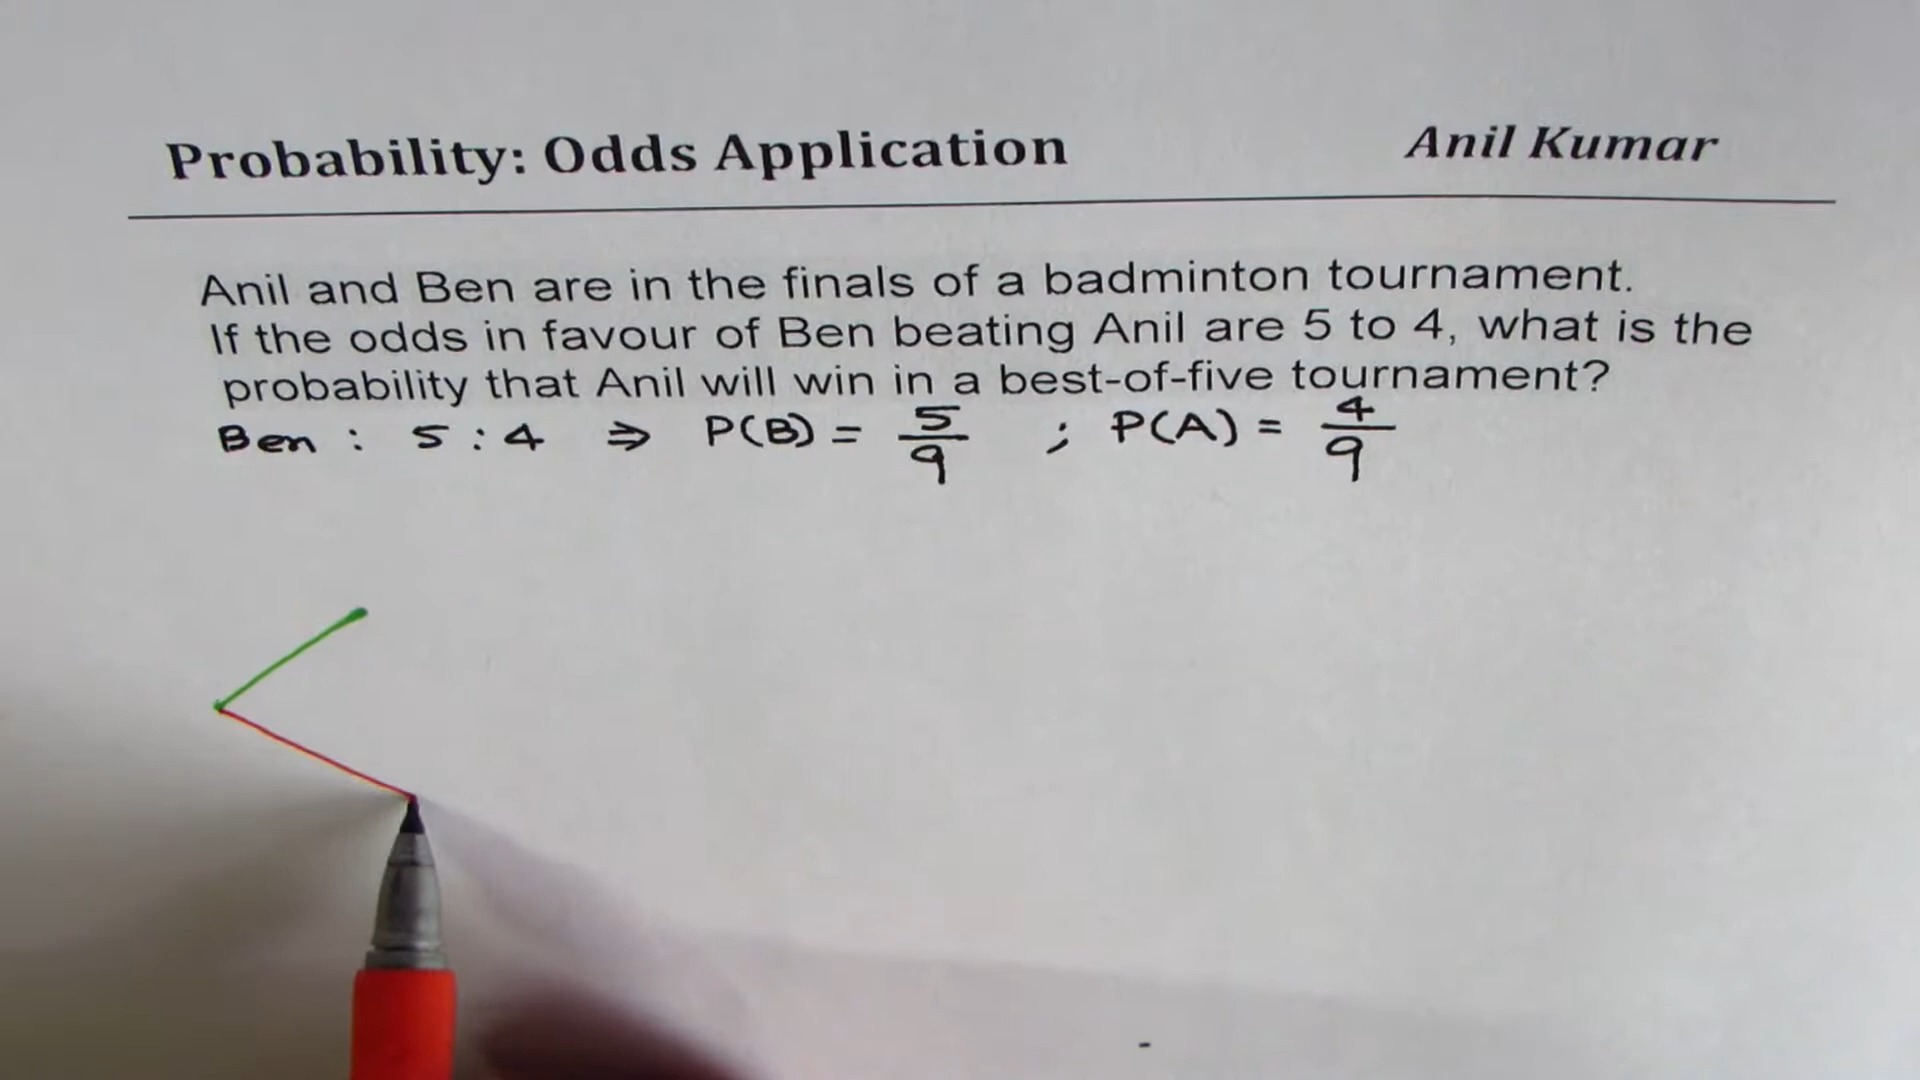 Probability: Odds Application
Anil Kumar
Anil and Ben are in the finals of a badminton tournament.
If the odds in favour of Ben beating Anil are 5 to 4, what is the
probability that Anil will win in a best-of-five tournament?
Ben : 5 : 4 ⇒ P(B) = 5/9 ; P(A) = 4/9